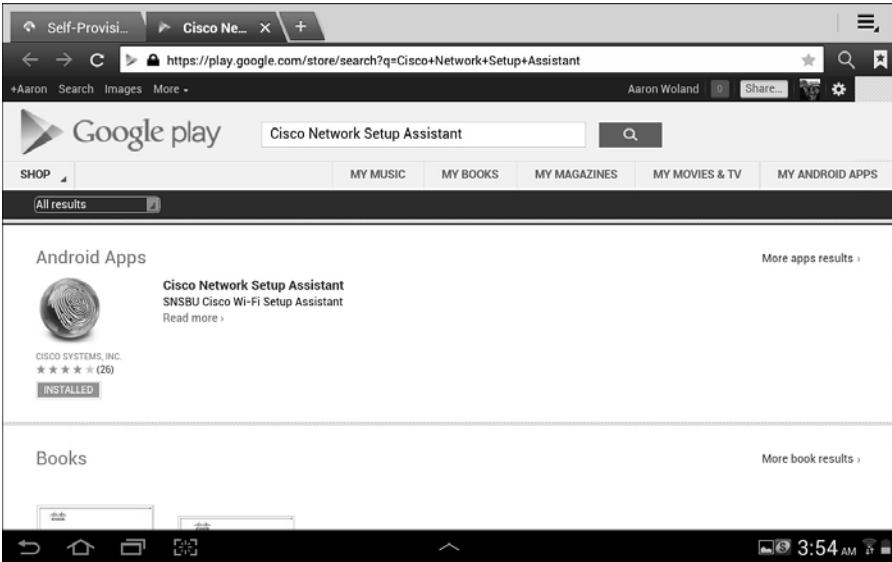 Self-Provisi... Cisco Ne... × +
https://play.google.com/store/search?q=Cisco+Network+Setup+Assistant
+Aaron Search Images More Aaron Woland 0 Share...
Google play Cisco Network Setup Assistant
SHOP MY MUSIC MY BOOKS MY MAGAZINES MY MOVIES & TV MY ANDROID APPS
All results
Android Apps More apps results ›
Cisco Network Setup Assistant
SNSBU Cisco Wi-Fi Setup Assistant
Read more ›
CISCO SYSTEMS, INC.
(26)
INSTALLED
Books More book results ›
3:54 AM